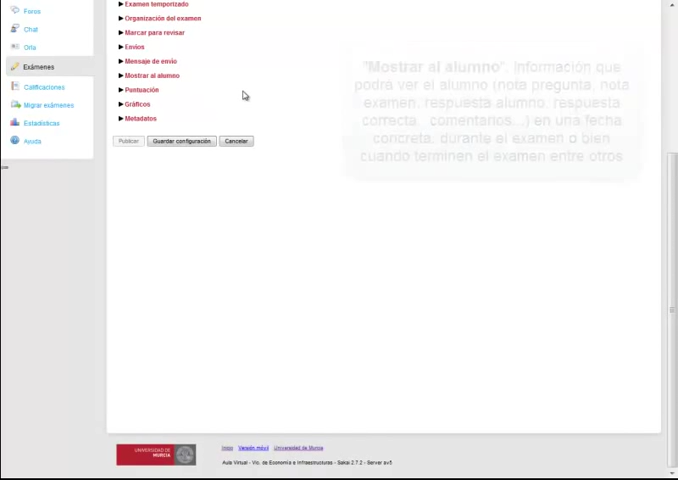 Foros
Chat
Orla
Exámenes
Calificaciones
Migrar exámenes
Estadísticas
Ayuda
Examen temporizado
Organización del examen
Marcar para revisar
Envíos
Mensaje de envío
Mostrar al alumno
Puntuación
Gráficos
Metadatos
Publicar
Guardar configuración
Cancelar
"Mostrar al alumno": Información que
podrá ver el alumno (nota pregunta, nota
examen, respuesta alumno, respuesta
correcta, comentarios...) en una fecha
concreta, durante el examen o bien
cuando terminen el examen entre otros
UNIVERSIDAD DE
MURCIA
Inicio Versión móvil Universidad de Murcia
Aula Virtual - Vic. de Economía e Infraestructuras - Sakai 2.7.2 - Server av5